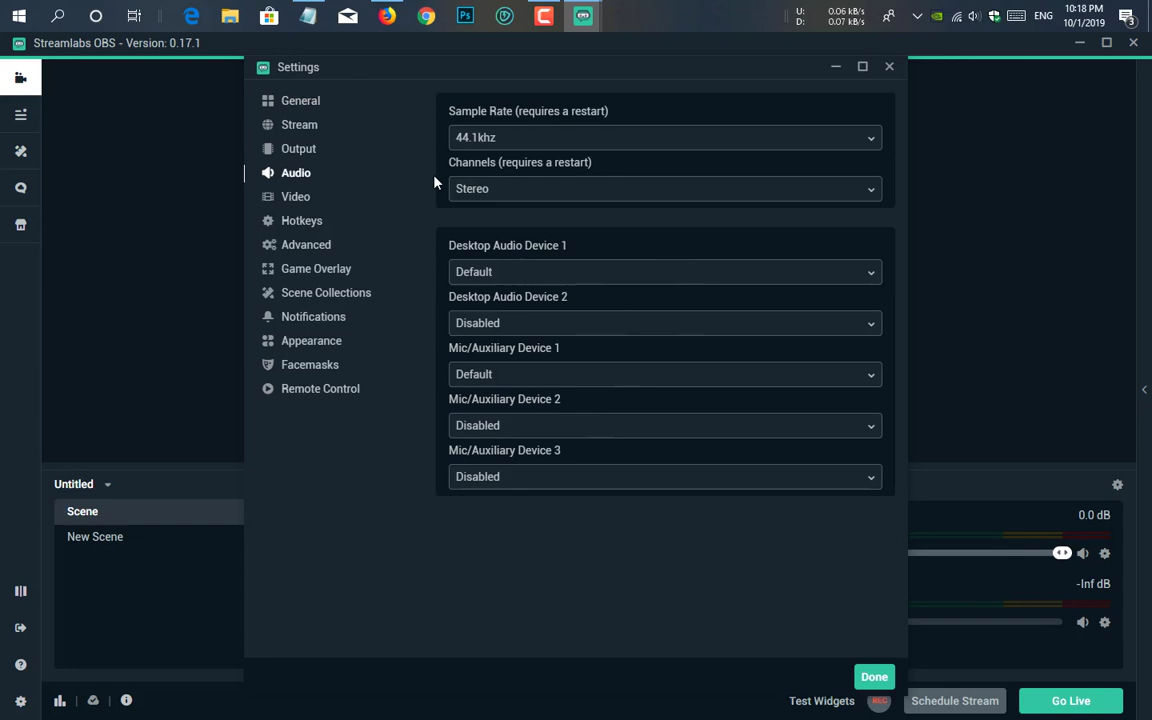 U: 0.06 kB/s
D: 0.07 kB/s
ENG
10:18 PM
10/1/2019
3
Streamlabs OBS - Version: 0.17.1
Settings
General
Stream
Output
Audio
Video
Hotkeys
Advanced
Game Overlay
Scene Collections
Notifications
Appearance
Facemasks
Remote Control
Sample Rate (requires a restart)
44.1khz
Channels (requires a restart)
Stereo
Desktop Audio Device 1
Default
Desktop Audio Device 2
Disabled
Mic/Auxiliary Device 1
Default
Mic/Auxiliary Device 2
Disabled
Mic/Auxiliary Device 3
Disabled
Done
Untitled
Scene
New Scene
0.0 dB
-Inf dB
Test Widgets
REC
Schedule Stream
Go Live